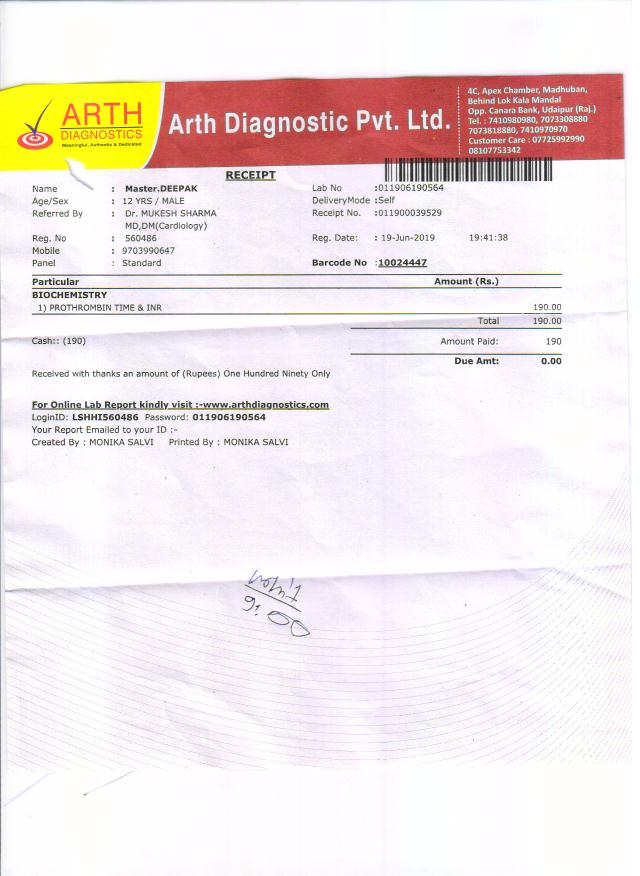 ARTH
DIAGNOSTICS
Meaningful, Authentic & Dedicated
Arth Diagnostic Pvt. Ltd.
4C, Apex Chamber, Madhuban,
Behind Lok Kala Mandal
Opp. Canara Bank, Udaipur (Raj.)
Tel. : 7410980980, 7073308880
7073818880, 7410970970
Customer Care : 07725992990
08107753342
RECEIPT
Name : Master.DEEPAK Lab No :011906190564
Age/Sex : 12 YRS / MALE DeliveryMode :Self
Referred By : Dr. MUKESH SHARMA Receipt No. :011900039529
MD,DM(Cardiology)
Reg. No : 560486 Reg. Date: : 19-Jun-2019 19:41:38
Mobile : 9703990647
Panel : Standard Barcode No :10024447
Particular Amount (Rs.)
BIOCHEMISTRY
1) PROTHROMBIN TIME & INR 190.00
Total 190.00
Cash:: (190) Amount Paid: 190
Due Amt: 0.00
Received with thanks an amount of (Rupees) One Hundred Ninety Only
For Online Lab Report kindly visit :-www.arthdiagnostics.com
LoginID: LSHHI560486 Password: 011906190564
Your Report Emailed to your ID :-
Created By : MONIKA SALVI Printed By : MONIKA SALVI